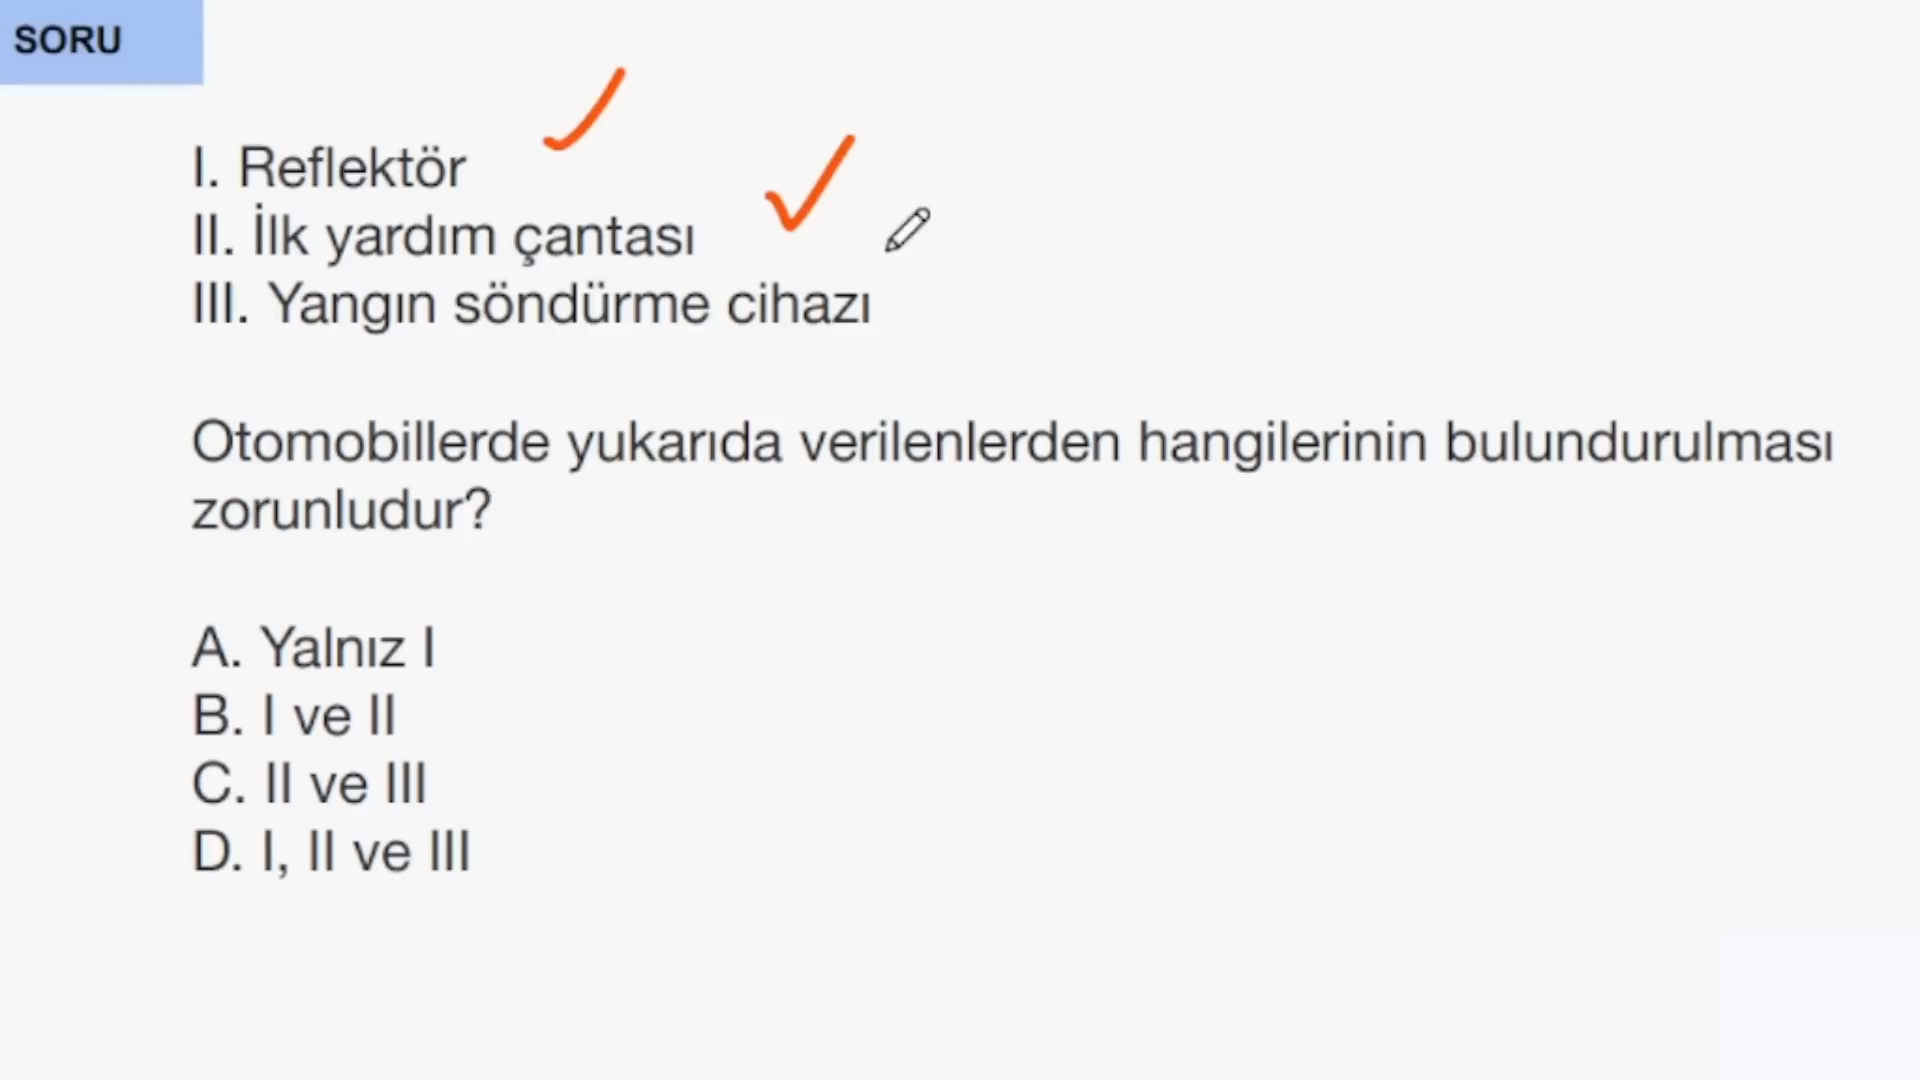 SORU
I. Reflektör
II. İlk yardım çantası
III. Yangın söndürme cihazı
Otomobillerde yukarıda verilenlerden hangilerinin bulundurulması
zorunludur?
A. Yalnız I
B. I ve II
C. II ve III
D. I, II ve III